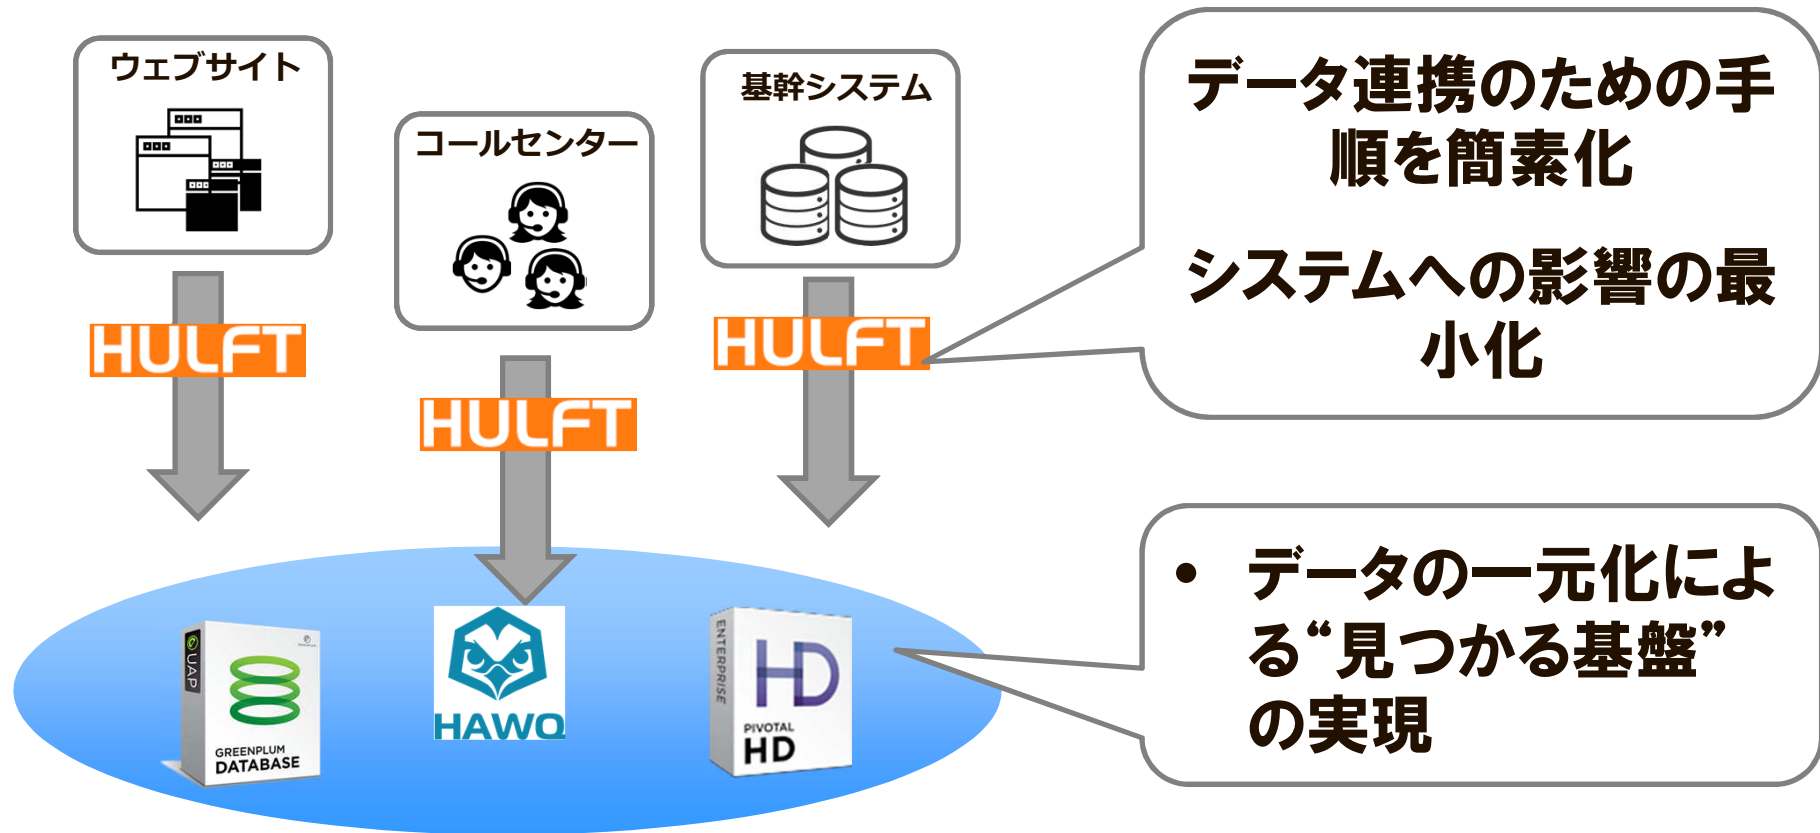 ウェブサイト
コールセンター
基幹システム
HULFT
HULFT
HULFT
データ連携のための手
順を簡素化
システムへの影響の最
小化
UAP
GREENPLUM
DATABASE
HAWQ
ENTERPRISE
HD
PIVOTAL
HD
• データの一元化によ
る“見つかる基盤”
の実現